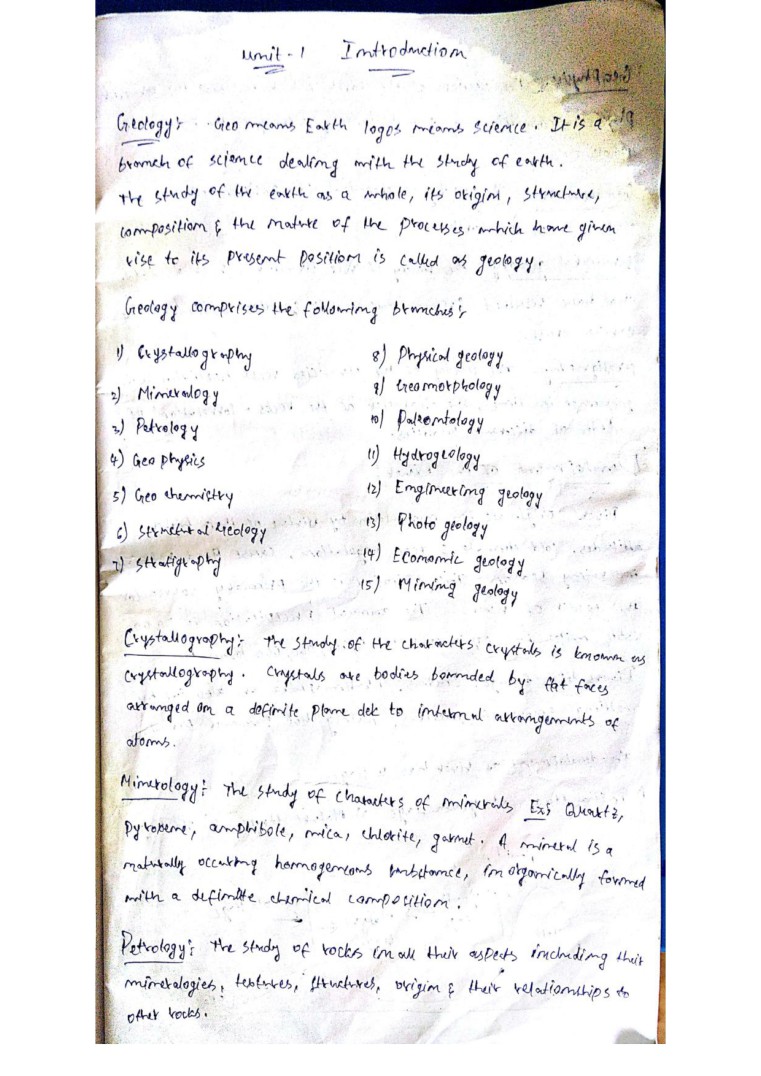 Unit - 1 Introduction
Geology :- Geo means Earth logos means science. It is a
branch of science dealing with the study of earth.
The study of the earth as a whole, its origin, structure,
composition & the nature of the processes which have given
rise to its present position is called as geology.
Geology comprises the following branches :-
1) Crystallography
2) Mineralogy
3) Petrology
4) Geo physics
5) Geo chemistry
6) Structural Geology
7) Stratigraphy
8) Physical geology
9) Geomorphology
10) Paleontology
11) Hydrogeology
12) Engineering geology
13) Photo geology
14) Economic geology
15) Mining geology
Crystallography :- The study of the characters crystals is known as
crystallography. Crystals are bodies bounded by flat faces
arranged on a definite plane to internal arrangements of
atoms.
Minerology :- The study of characters of minerals Ex :- Quartz,
Pyroxene, amphibole, mica, chlorite, garnet. A mineral is a
naturally occuring homogeneous substance, inorganically formed
with a definite chemical composition.
Petrology :- The study of rocks in all their aspects including their
mineralogies, textures, structures, origin & their relationships to
other rocks.